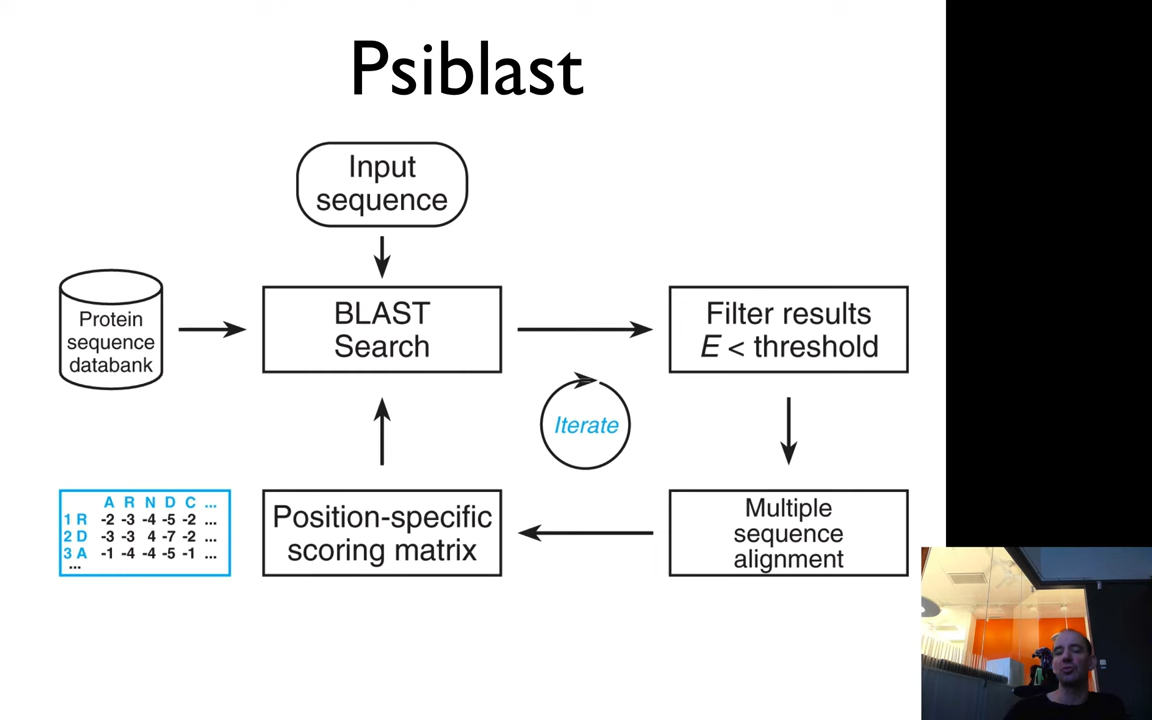 Psiblast
Input
sequence
Protein
sequence
databank
BLAST
Search
Filter results
E < threshold
Iterate
A R N D C ...
1 R -2 -3 -4 -5 -2 ...
2 D -3 -3 4 -7 -2 ...
3 A -1 -4 -4 -5 -1 ...
...
Position-specific
scoring matrix
Multiple
sequence
alignment